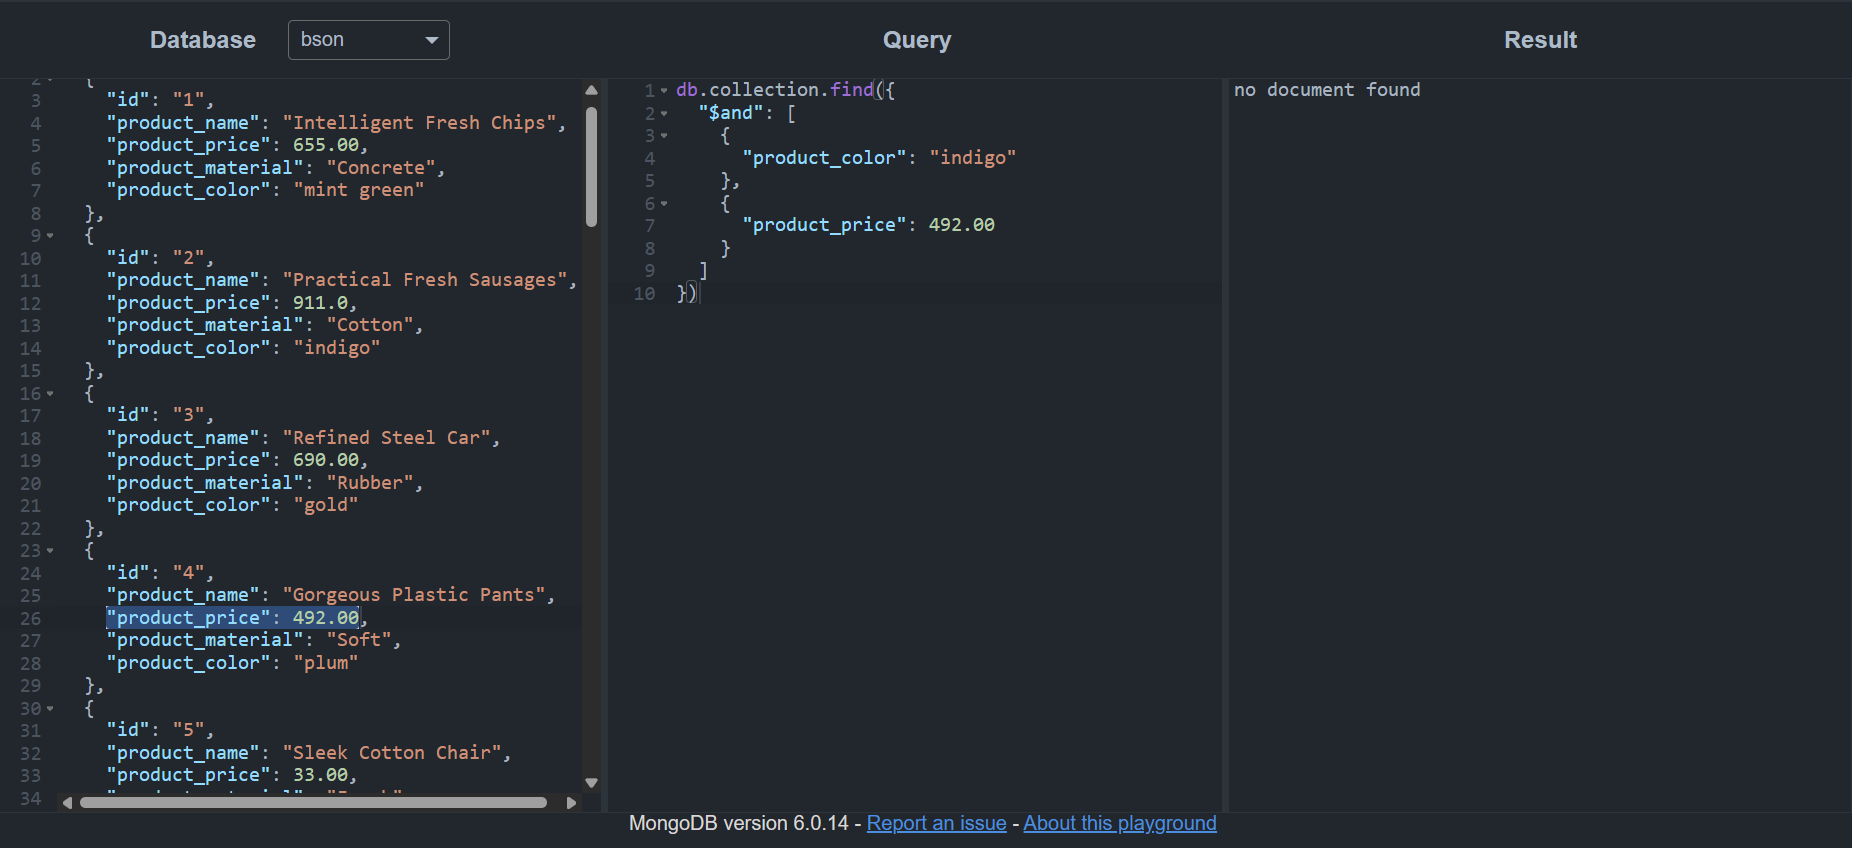 Database bson Query Result
2 {
3 "id": "1",
4 "product_name": "Intelligent Fresh Chips",
5 "product_price": 655.00,
6 "product_material": "Concrete",
7 "product_color": "mint green"
8 },
9 {
10 "id": "2",
11 "product_name": "Practical Fresh Sausages",
12 "product_price": 911.0,
13 "product_material": "Cotton",
14 "product_color": "indigo"
15 },
16 {
17 "id": "3",
18 "product_name": "Refined Steel Car",
19 "product_price": 690.00,
20 "product_material": "Rubber",
21 "product_color": "gold"
22 },
23 {
24 "id": "4",
25 "product_name": "Gorgeous Plastic Pants",
26 "product_price": 492.00,
27 "product_material": "Soft",
28 "product_color": "plum"
29 },
30 {
31 "id": "5",
32 "product_name": "Sleek Cotton Chair",
33 "product_price": 33.00,
34
1 db.collection.find({
2 "$and": [
3 {
4 "product_color": "indigo"
5 },
6 {
7 "product_price": 492.00
8 }
9 ]
10 })
no document found
MongoDB version 6.0.14 - Report an issue - About this playground